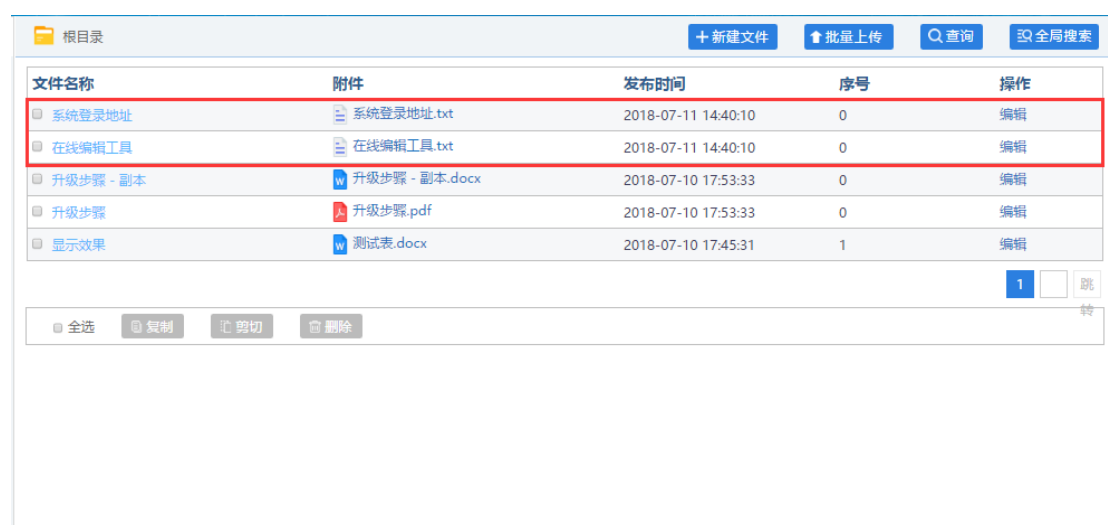 根目录 新建文件 批量上传 查询 全局搜索
文件名称 附件 发布时间 序号 操作
系统登录地址 系统登录地址.txt 2018-07-11 14:40:10 0 编辑
在线编辑工具 在线编辑工具.txt 2018-07-11 14:40:10 0 编辑
升级步骤 - 副本 升级步骤 - 副本.docx 2018-07-10 17:53:33 0 编辑
升级步骤 升级步骤.pdf 2018-07-10 17:53:33 0 编辑
显示效果 测试表.docx 2018-07-10 17:45:31 1 编辑
1 跳
转
全选 复制 剪切 删除